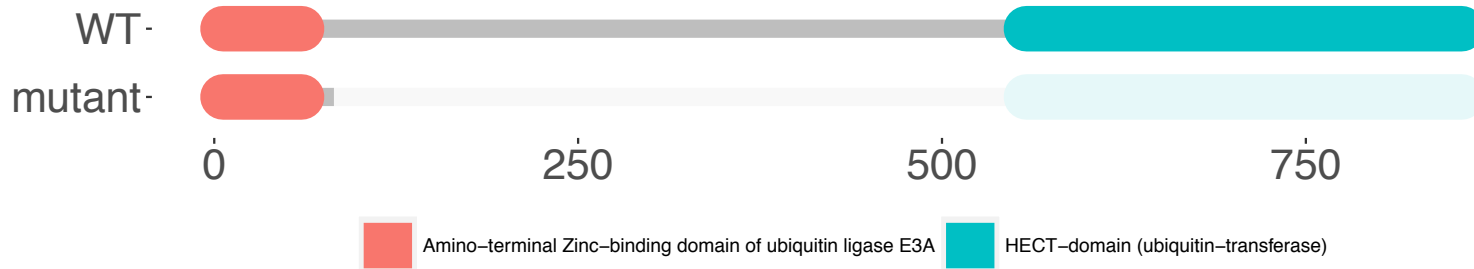 WT
mutant
0 250 500 750
Amino−terminal Zinc−binding domain of ubiquitin ligase E3A HECT−domain (ubiquitin−transferase)